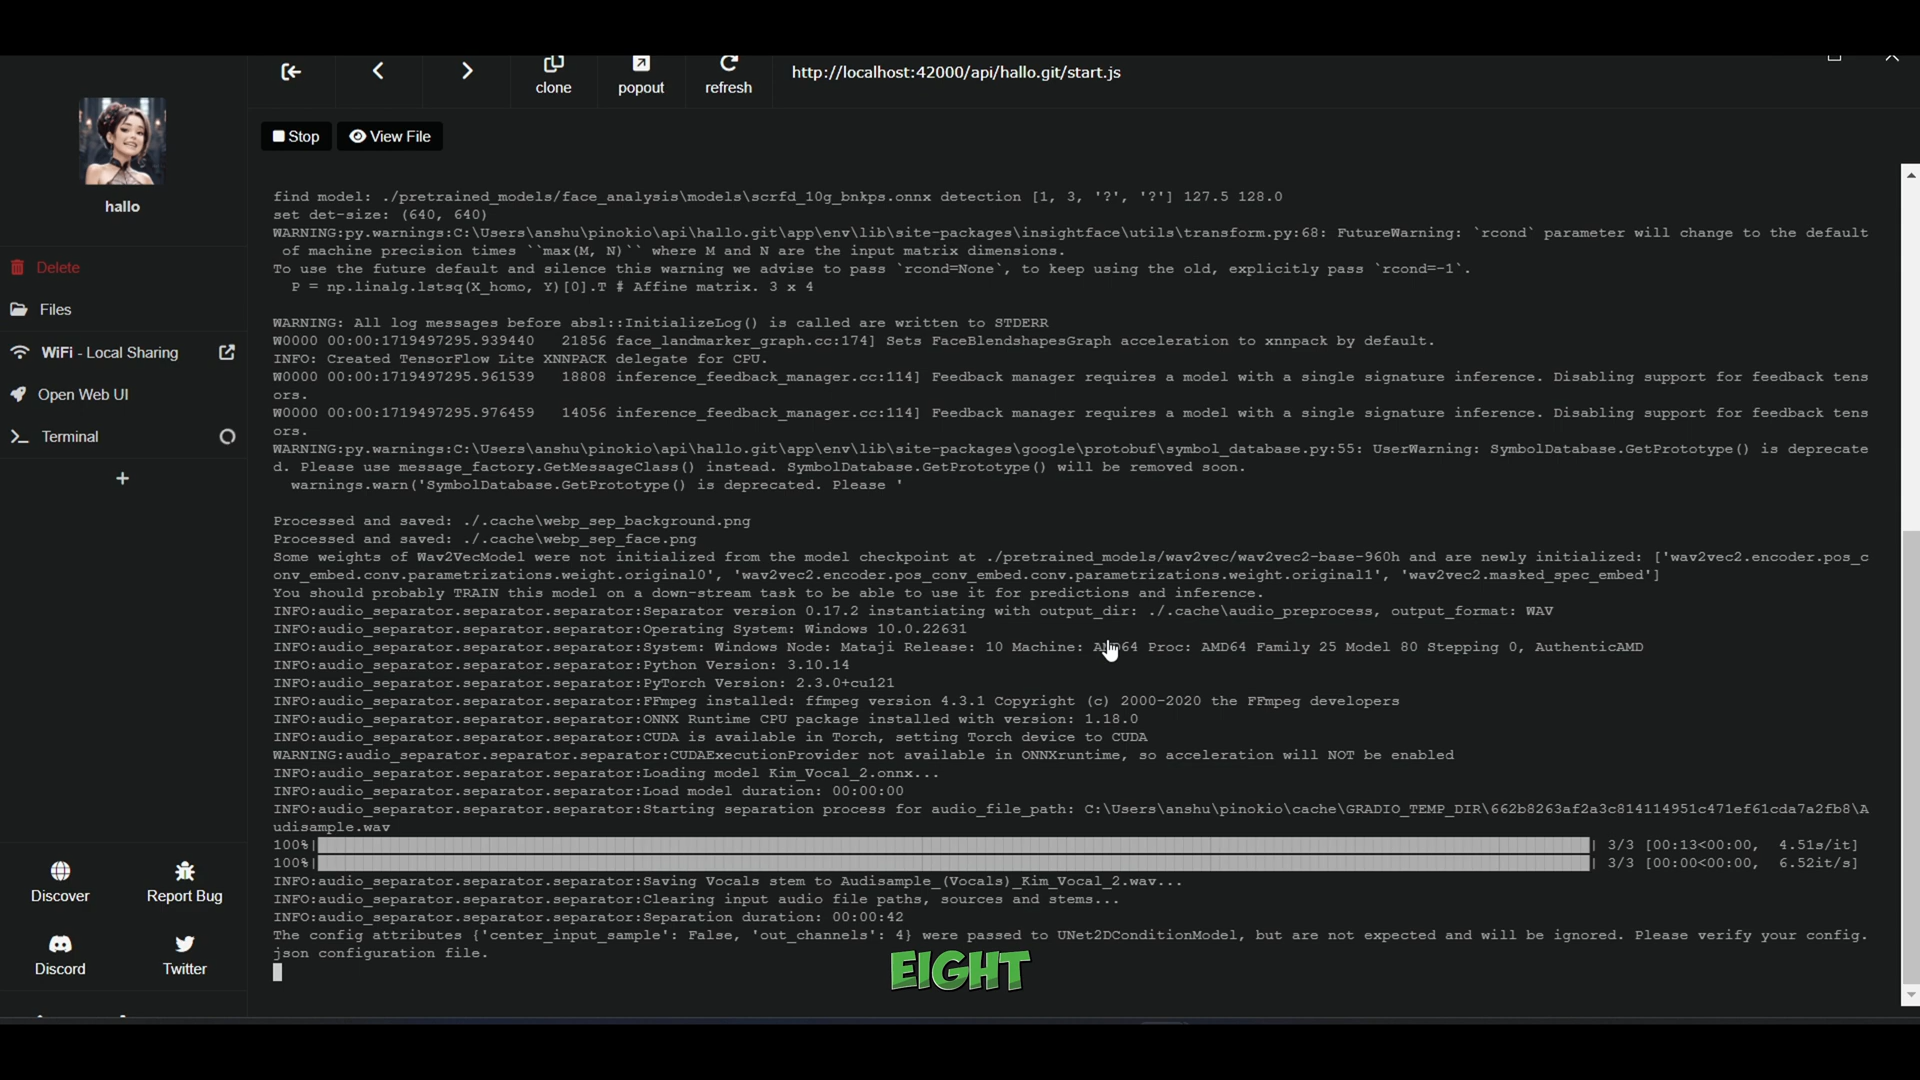 clone
popout
refresh
http://localhost:42000/api/hallo.git/start.js
Stop
View File
hallo
Delete
Files
WiFi - Local Sharing
Open Web UI
Terminal
+
Discover
Report Bug
Discord
Twitter
find model: ./pretrained_models/face_analysis\models\scrfd_10g_bnkps.onnx detection [1, 3, '?', '?'] 127.5 128.0
set det-size: (640, 640)
WARNING:py.warnings:C:\Users\anshu\pinokio\api\hallo.git\app\env\lib\site-packages\insightface\utils\transform.py:68: FutureWarning: `rcond` parameter will change to the default
of machine precision times ``max(M, N)`` where M and N are the input matrix dimensions.
To use the future default and silence this warning we advise to pass `rcond=None`, to keep using the old, explicitly pass `rcond=-1`.
P = np.linalg.lstsq(X_homo, Y)[0].T # Affine matrix. 3 x 4
WARNING: All log messages before absl::InitializeLog() is called are written to STDERR
W0000 00:00:1719497295.939440 21856 face_landmarker_graph.cc:174] Sets FaceBlendshapesGraph acceleration to xnnpack by default.
INFO: Created TensorFlow Lite XNNPACK delegate for CPU.
W0000 00:00:1719497295.961539 18808 inference_feedback_manager.cc:114] Feedback manager requires a model with a single signature inference. Disabling support for feedback tens
ors.
W0000 00:00:1719497295.976459 14056 inference_feedback_manager.cc:114] Feedback manager requires a model with a single signature inference. Disabling support for feedback tens
ors.
WARNING:py.warnings:C:\Users\anshu\pinokio\api\hallo.git\app\env\lib\site-packages\google\protobuf\symbol_database.py:55: UserWarning: SymbolDatabase.GetPrototype() is deprecate
d. Please use message_factory.GetMessageClass() instead. SymbolDatabase.GetPrototype() will be removed soon.
warnings.warn('SymbolDatabase.GetPrototype() is deprecated. Please '
Processed and saved: ./.cache\webp_sep_background.png
Processed and saved: ./.cache\webp_sep_face.png
Some weights of Wav2VecModel were not initialized from the model checkpoint at ./pretrained_models/wav2vec/wav2vec2-base-960h and are newly initialized: ['wav2vec2.encoder.pos_c
onv_embed.conv.parametrizations.weight.original0', 'wav2vec2.encoder.pos_conv_embed.conv.parametrizations.weight.original1', 'wav2vec2.masked_spec_embed']
You should probably TRAIN this model on a down-stream task to be able to use it for predictions and inference.
INFO:audio_separator.separator.separator:Separator version 0.17.2 instantiating with output_dir: ./.cache\audio_preprocess, output_format: WAV
INFO:audio_separator.separator.separator:Operating System: Windows 10.0.22631
INFO:audio_separator.separator.separator:System: Windows Node: Mataji Release: 10 Machine: AMD64 Proc: AMD64 Family 25 Model 80 Stepping 0, AuthenticAMD
INFO:audio_separator.separator.separator:Python Version: 3.10.14
INFO:audio_separator.separator.separator:PyTorch Version: 2.3.0+cu121
INFO:audio_separator.separator.separator:FFmpeg installed: ffmpeg version 4.3.1 Copyright (c) 2000-2020 the FFmpeg developers
INFO:audio_separator.separator.separator:ONNX Runtime CPU package installed with version: 1.18.0
INFO:audio_separator.separator.separator:CUDA is available in Torch, setting Torch device to CUDA
WARNING:audio_separator.separator.separator:CUDAExecutionProvider not available in ONNXruntime, so acceleration will NOT be enabled
INFO:audio_separator.separator.separator:Loading model Kim_Vocal_2.onnx...
INFO:audio_separator.separator.separator:Load model duration: 00:00:00
INFO:audio_separator.separator.separator:Starting separation process for audio_file_path: C:\Users\anshu\pinokio\cache\GRADIO_TEMP_DIR\662b8263af2a3c814114951c471ef61cda7a2fb8\A
udisample.wav
100%| | 3/3 [00:13<00:00, 4.51s/it]
100%| | 3/3 [00:00<00:00, 6.52it/s]
INFO:audio_separator.separator.separator:Saving Vocals stem to Audisample_(Vocals)_Kim_Vocal_2.wav...
INFO:audio_separator.separator.separator:Clearing input audio file paths, sources and stems...
INFO:audio_separator.separator.separator:Separation duration: 00:00:42
The config attributes {'center_input_sample': False, 'out_channels': 4} were passed to UNet2DConditionModel, but are not expected and will be ignored. Please verify your config.
json configuration file.
EIGHT